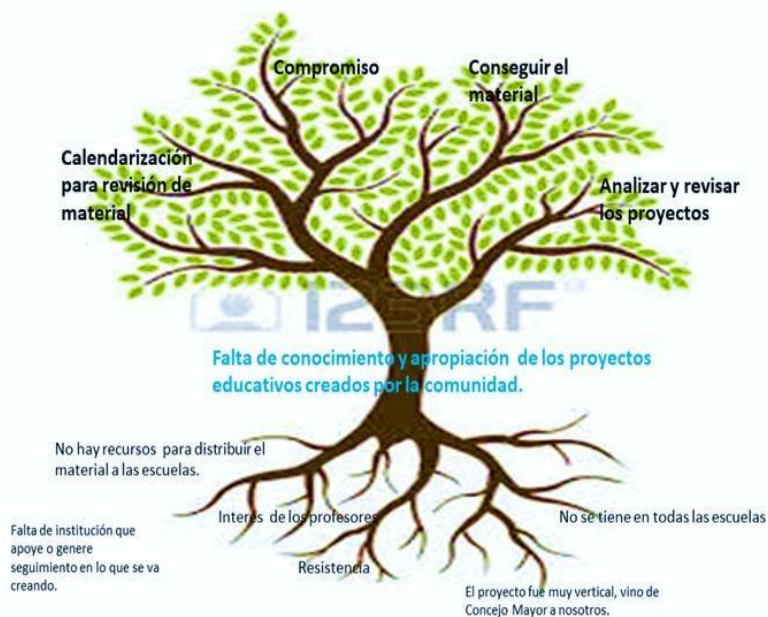 Compromiso
Conseguir el
material
Calendarización
para revisión de
material
Analizar y revisar
los proyectos
123RF
Falta de conocimiento y apropiación de los proyectos
educativos creados por la comunidad.
No hay recursos para distribuir el
material a las escuelas.
Interés de los profesores
No se tiene en todas las escuelas
Falta de institución que
apoye o genere
seguimiento en lo que se va
creando.
Resistencia
El proyecto fue muy vertical, vino de
Concejo Mayor a nosotros.